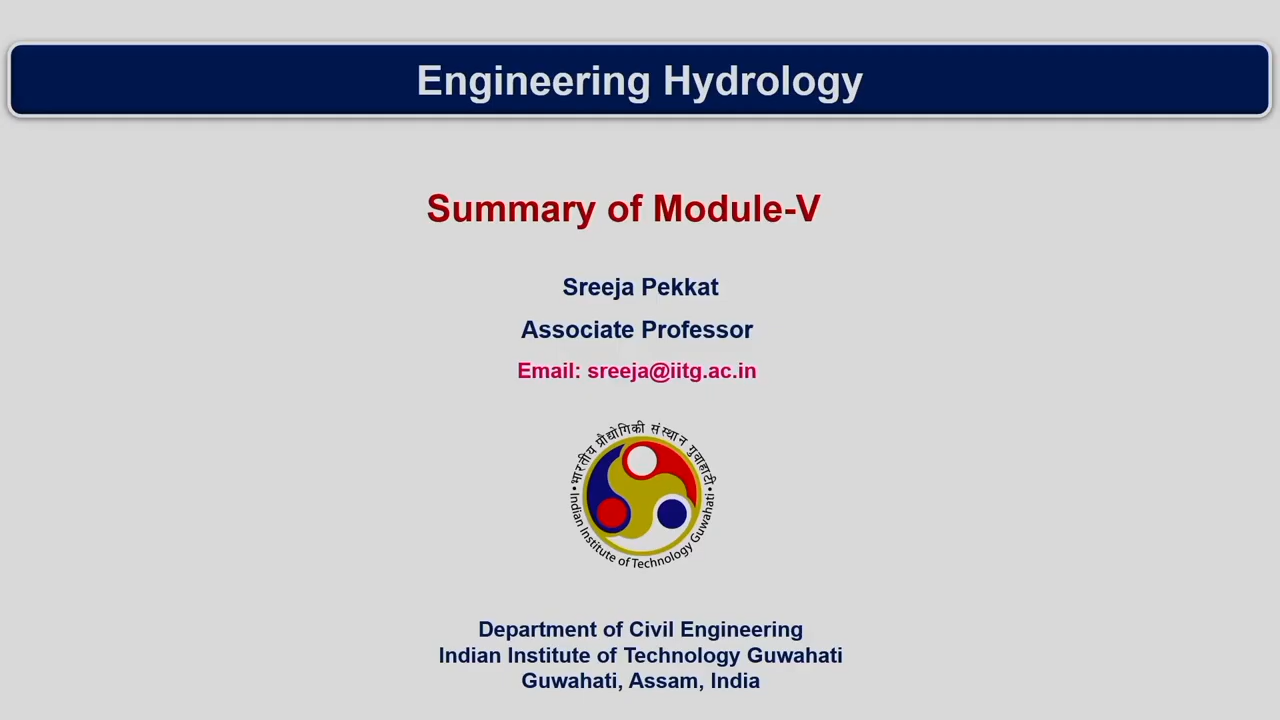 Engineering Hydrology
Summary of Module-V
Sreeja Pekkat
Associate Professor
Email: sreeja@iitg.ac.in
भारतीय प्रौद्योगिकी संस्थान गुवाहाटी
Indian Institute of Technology Guwahati
Department of Civil Engineering
Indian Institute of Technology Guwahati
Guwahati, Assam, India